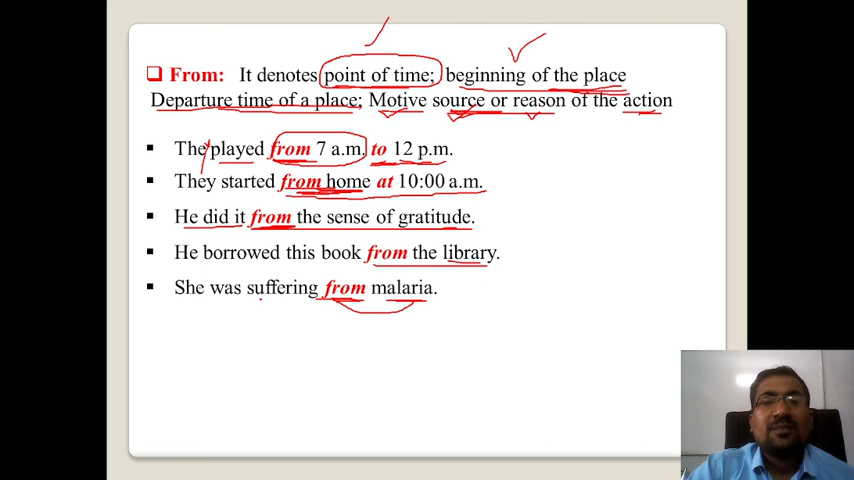 From: It denotes point of time; beginning of the place
Departure time of a place; Motive source or reason of the action
The played from 7 a.m. to 12 p.m.
They started from home at 10:00 a.m.
He did it from the sense of gratitude.
He borrowed this book from the library.
She was suffering from malaria.